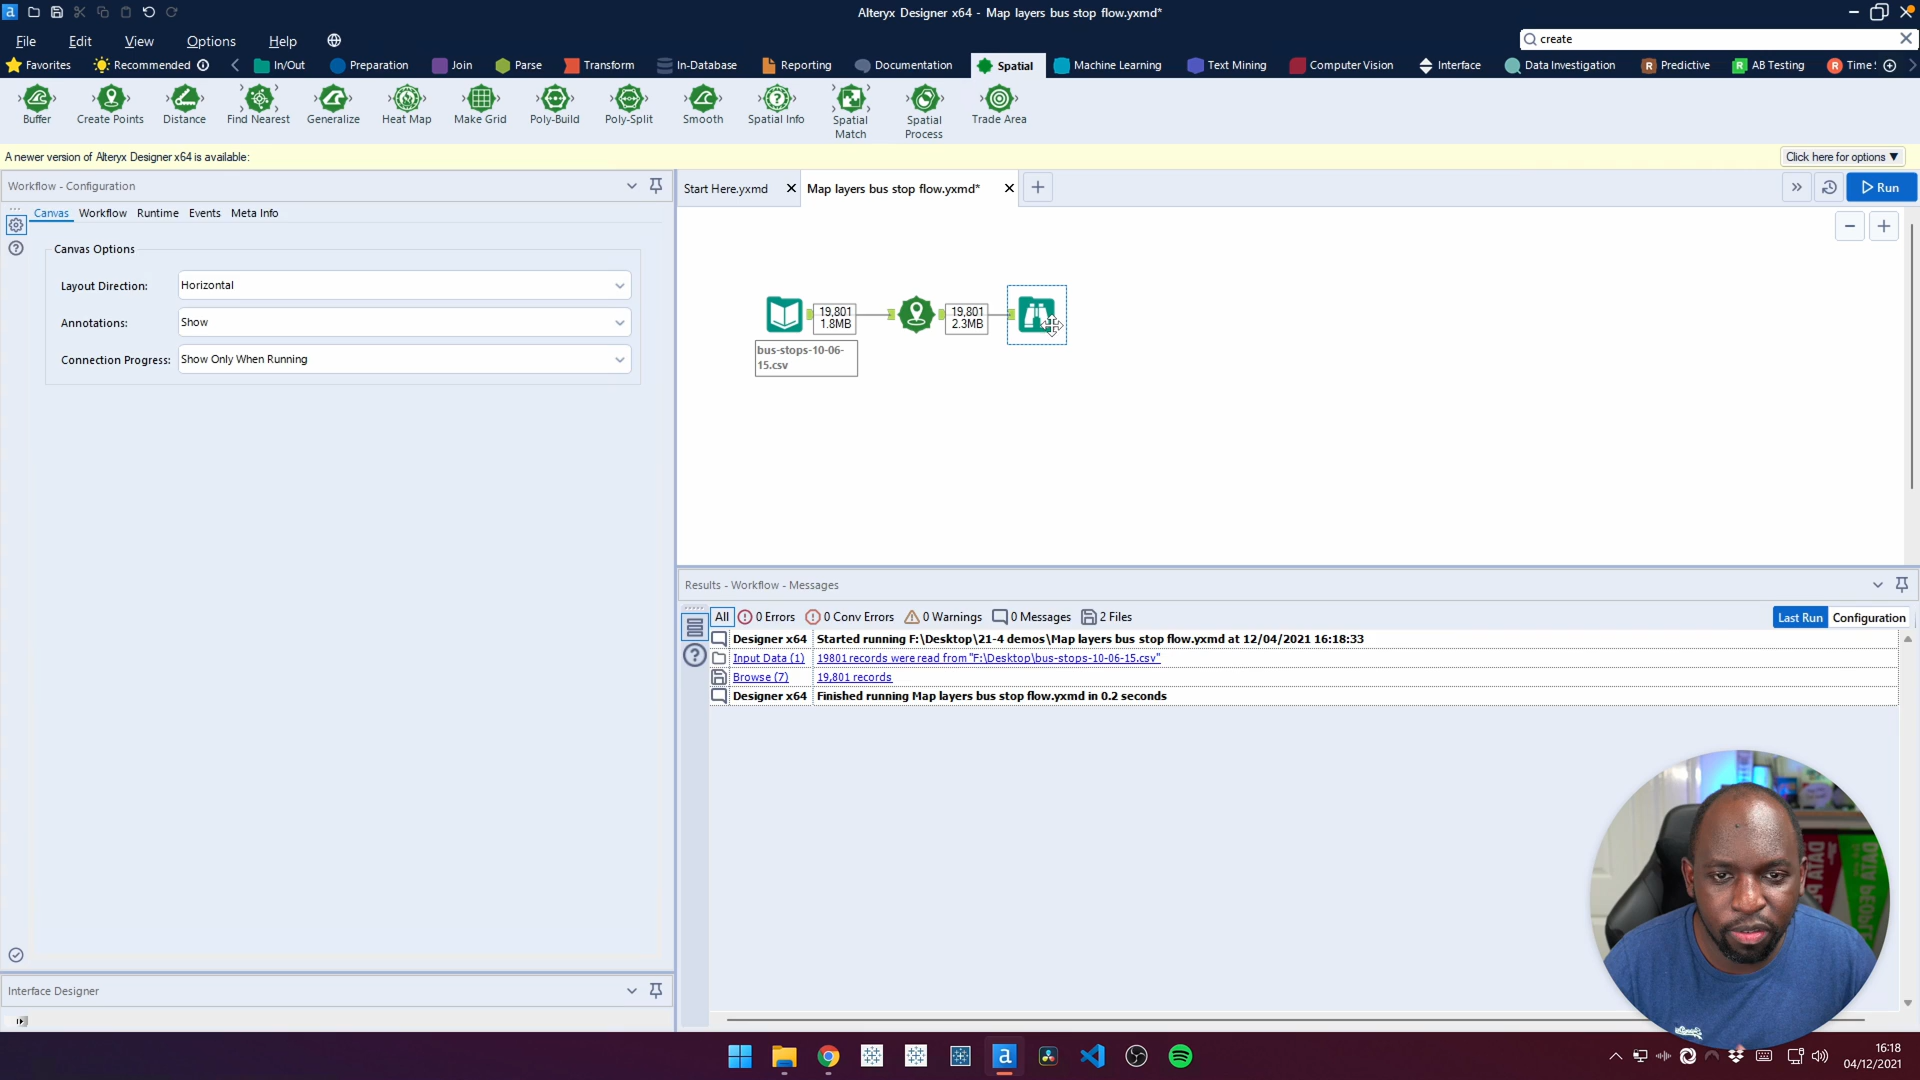 Alteryx Designer x64 - Map layers bus stop flow.yxmd*
File Edit View Options Help
create
Favorites Recommended In/Out Preparation Join Parse Transform In-Database Reporting Documentation Spatial Machine Learning Text Mining Computer Vision Interface Data Investigation Predictive AB Testing Time
Buffer Create Points Distance Find Nearest Generalize Heat Map Make Grid Poly-Build Poly-Split Smooth Spatial Info Spatial Match Spatial Process Trade Area
A newer version of Alteryx Designer x64 is available:
Click here for options ▼
Workflow - Configuration
Start Here.yxmd Map layers bus stop flow.yxmd*
Run
Canvas Workflow Runtime Events Meta Info
Canvas Options
Layout Direction: Horizontal
Annotations: Show
Connection Progress: Show Only When Running
19,801
1.8MB
19,801
2.3MB
bus-stops-10-06-
15.csv
Results - Workflow - Messages
All 0 Errors 0 Conv Errors 0 Warnings 0 Messages 2 Files
Last Run Configuration
Designer x64 Started running F:\Desktop\21-4 demos\Map layers bus stop flow.yxmd at 12/04/2021 16:18:33
Input Data (1) 19801 records were read from "F:\Desktop\bus-stops-10-06-15.csv"
Browse (7) 19,801 records
Designer x64 Finished running Map layers bus stop flow.yxmd in 0.2 seconds
DATA PEOPLE
DATA
Interface Designer
16:18
04/12/2021